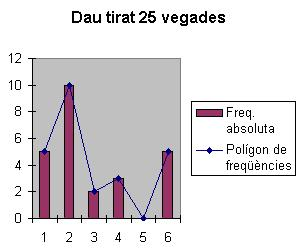 Dau tirat 25 vegades
12
10
8
6
4
2
0
1 2 3 4 5 6
Freq.
absoluta
Polígon de
freqüències